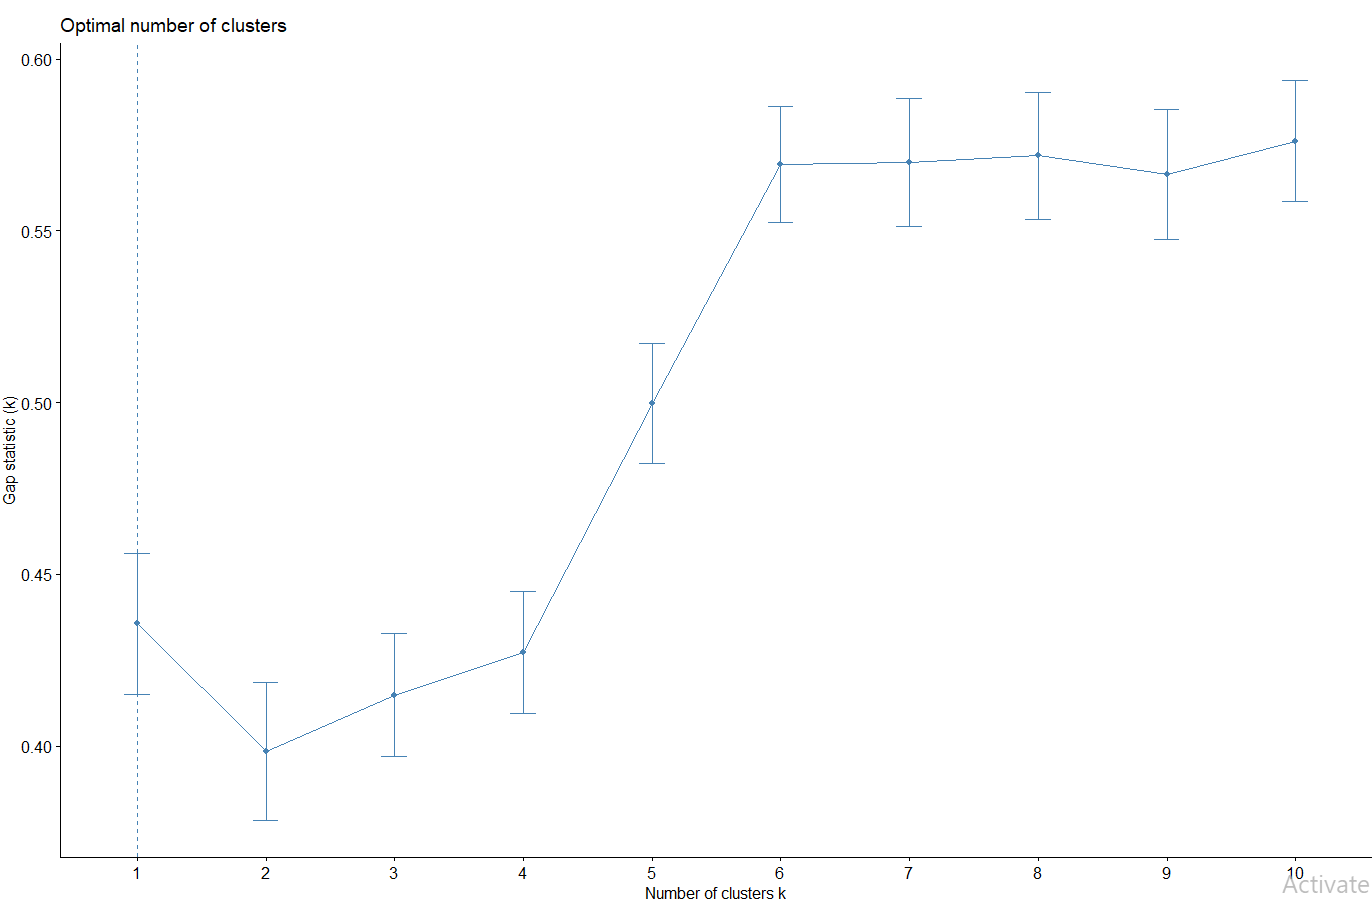 Optimal number of clusters
0.60
0.55
0.50
0.45
0.40
Gap statistic (k)
1 2 3 4 5 6 7 8 9 10
Number of clusters k
Activate